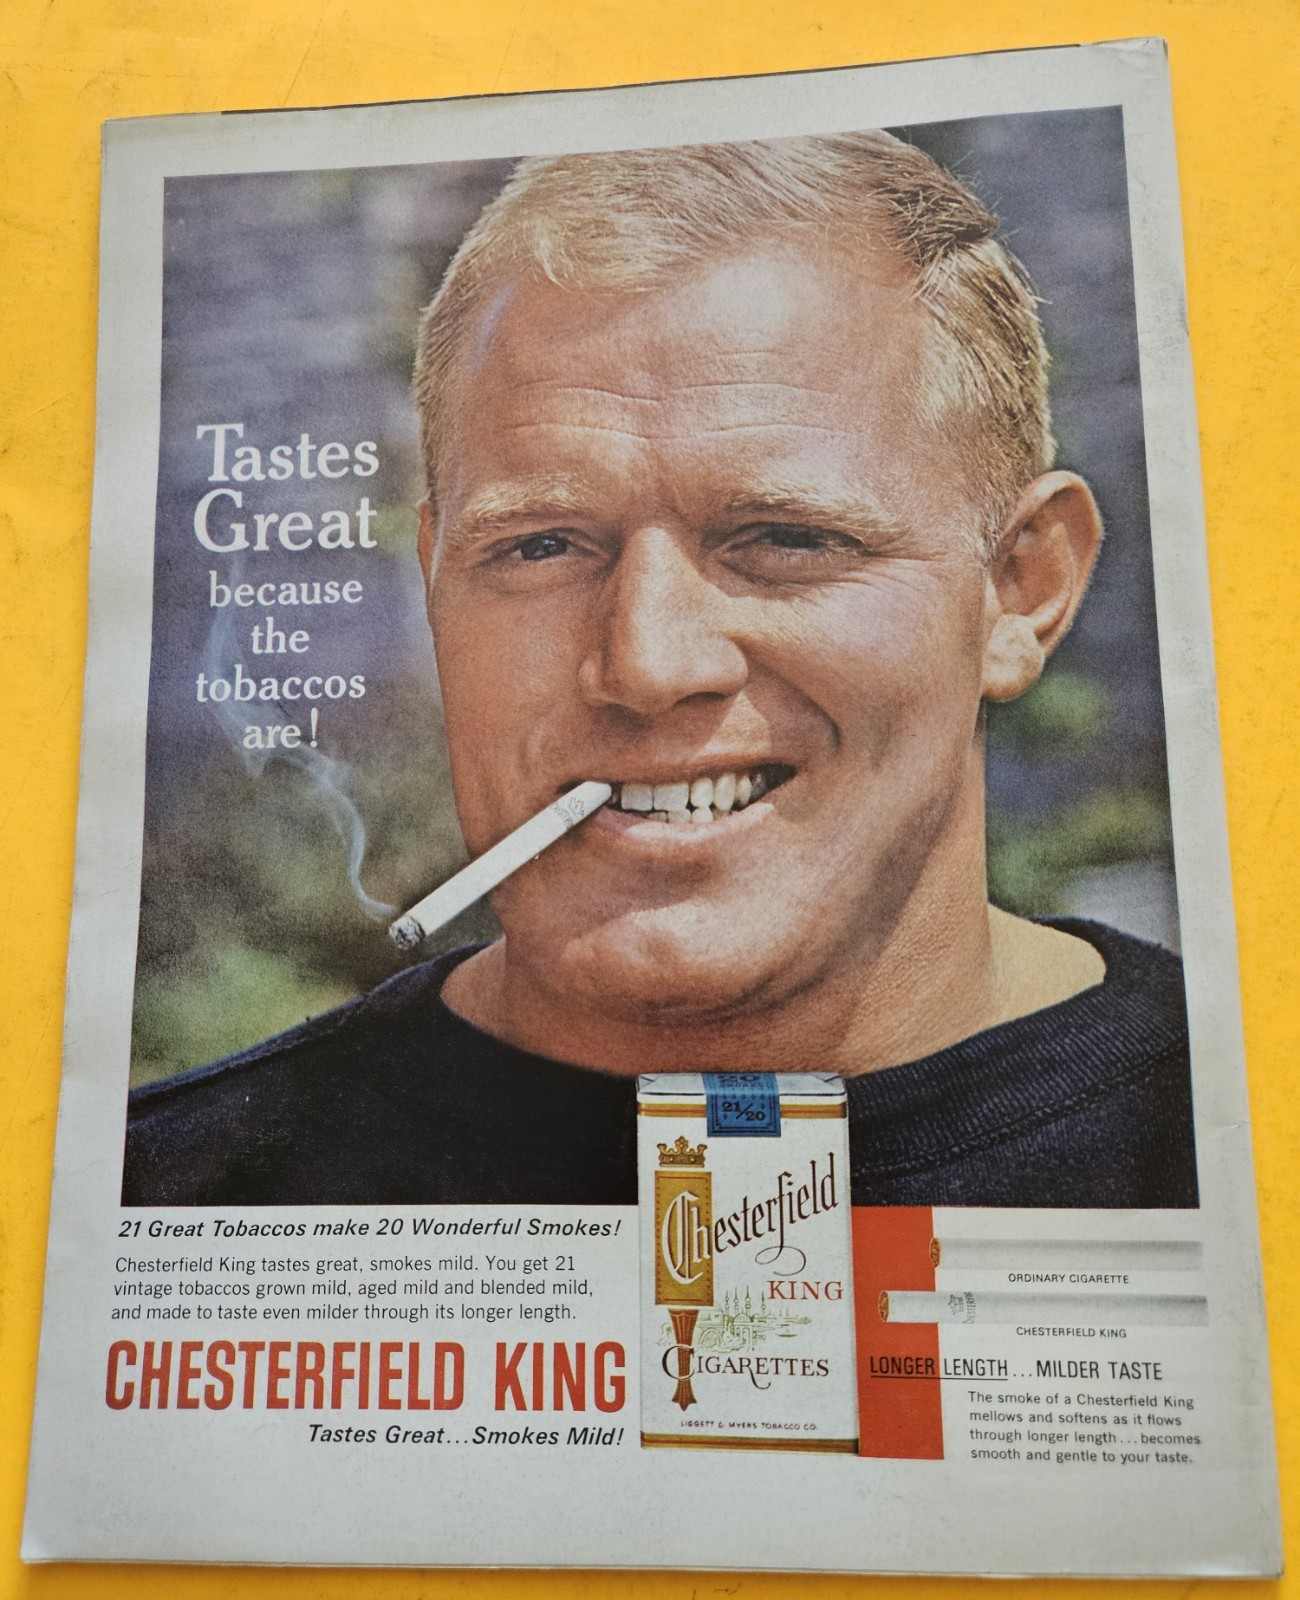 Tastes
Great
because
the
tobaccos
are!
21 Great Tobaccos make 20 Wonderful Smokes!
Chesterfield King tastes great, smokes mild. You get 21
vintage tobaccos grown mild, aged mild and blended mild,
and made to taste even milder through its longer length.
CHESTERFIELD KING
Tastes Great...Smokes Mild!
21/20
Chesterfield
KING
CIGARETTES
LIGGETT & MYERS TOBACCO CO.
ORDINARY CIGARETTE
CHESTERFIELD KING
LONGER LENGTH...MILDER TASTE
The smoke of a Chesterfield King
mellows and softens as it flows
through longer length...becomes
smooth and gentle to your taste.